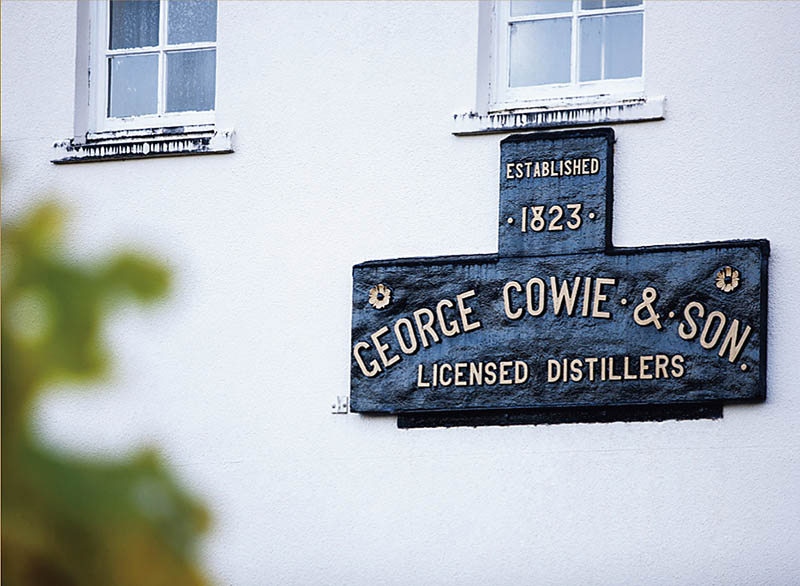 ESTABLISHED
·1823·
GEORGE COWIE·&·SON.
LICENSED DISTILLERS